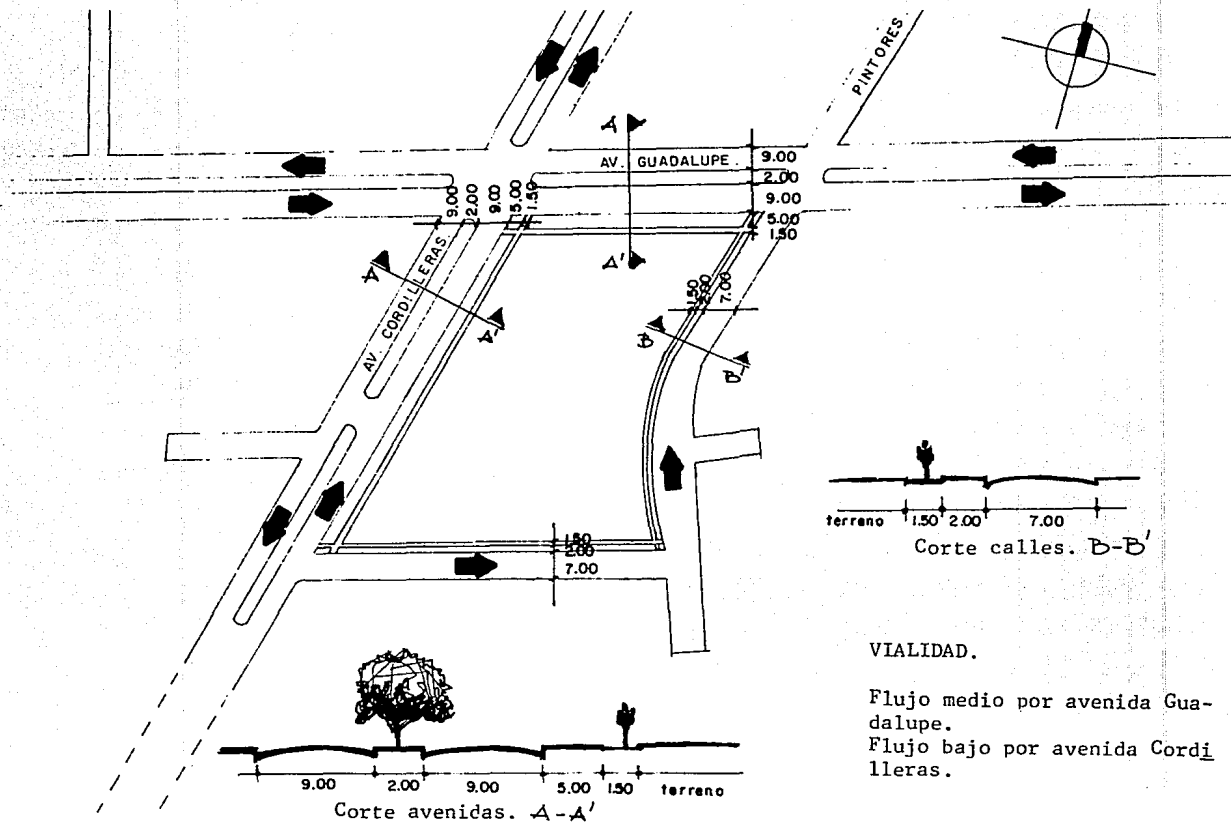 PINTORES
A
AV. GUADALUPE.
9.00
2.00
9.00
5.00
1.50
9.00
2.00
9.00
5.00
1.50
A'
A
AV. CORDILLERAS.
A'
1.50
2.00
7.00
B
B'
terreno 1.50 2.00 7.00
Corte calles. B-B'
1.50
2.00
7.00
VIALIDAD.
Flujo medio por avenida Gua-
dalupe.
Flujo bajo por avenida Cordi
lleras.
9.00 2.00 9.00 5.00 1.50 terreno
Corte avenidas. A-A'